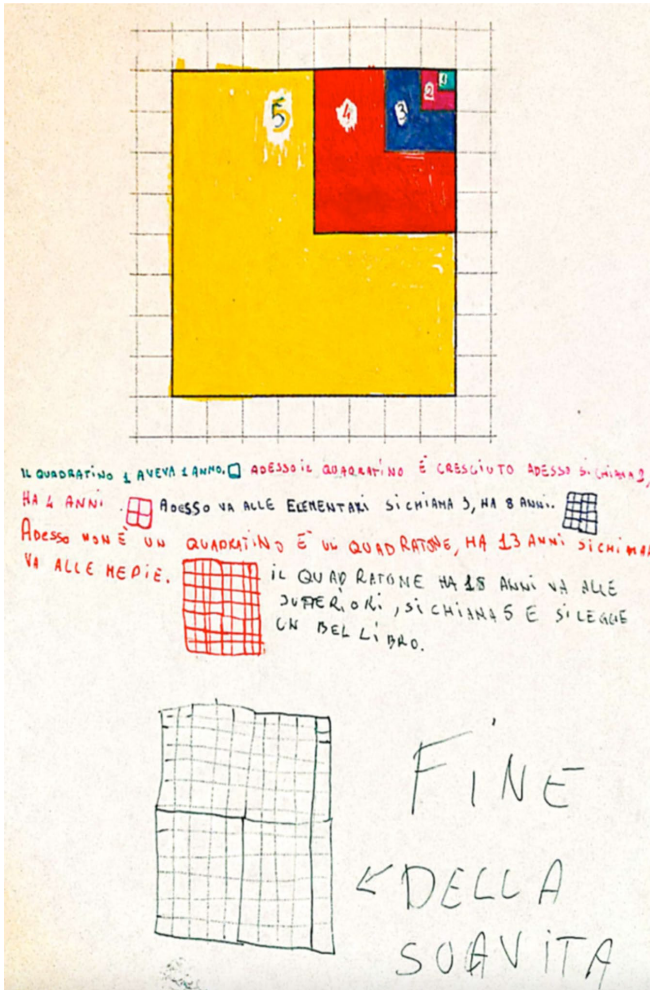 5 4 3 2 1
IL QUADRATINO 1 AVEVA 1 ANNO. ADESSO IL QUADRATINO È CRESCIUTO ADESSO SI CHIAMA 2,
HA 4 ANNI. ADESSO VA ALLE ELEMENTARI SI CHIAMA 3, HA 8 ANNI.
ADESSO NON È UN QUADRATINO È UN QUADRATONE, HA 13 ANNI SI CHIAMA
VA ALLE MEDIE. IL QUADRATONE HA 18 ANNI VA ALLE
SUPERIORI, SI CHIAMA 5 E SI LEGGE
UN BEL LIBRO.
FINE
DELLA
SUA VITA